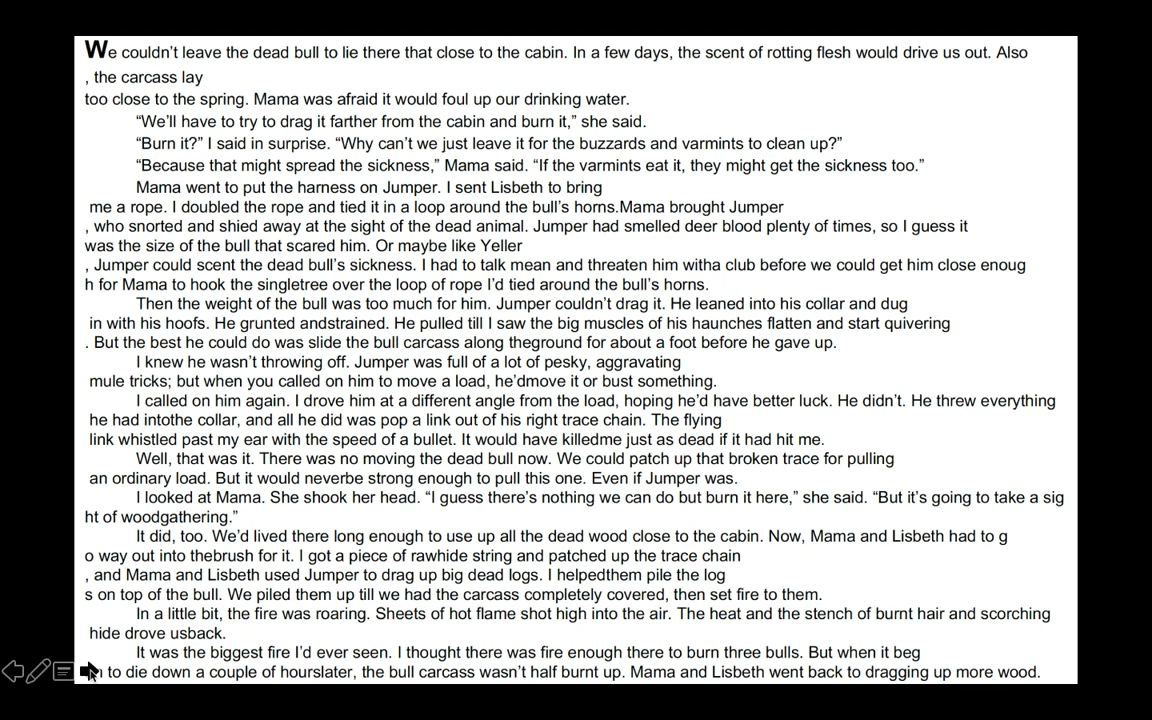 We couldn’t leave the dead bull to lie there that close to the cabin. In a few days, the scent of rotting flesh would drive us out. Also
, the carcass lay
too close to the spring. Mama was afraid it would foul up our drinking water.
“We’ll have to try to drag it farther from the cabin and burn it,” she said.
“Burn it?” I said in surprise. “Why can’t we just leave it for the buzzards and varmints to clean up?”
“Because that might spread the sickness,” Mama said. “If the varmints eat it, they might get the sickness too.”
Mama went to put the harness on Jumper. I sent Lisbeth to bring
me a rope. I doubled the rope and tied it in a loop around the bull’s horns.Mama brought Jumper
, who snorted and shied away at the sight of the dead animal. Jumper had smelled deer blood plenty of times, so I guess it
was the size of the bull that scared him. Or maybe like Yeller
, Jumper could scent the dead bull’s sickness. I had to talk mean and threaten him witha club before we could get him close enoug
h for Mama to hook the singletree over the loop of rope I’d tied around the bull’s horns.
Then the weight of the bull was too much for him. Jumper couldn’t drag it. He leaned into his collar and dug
in with his hoofs. He grunted andstrained. He pulled till I saw the big muscles of his haunches flatten and start quivering
. But the best he could do was slide the bull carcass along theground for about a foot before he gave up.
I knew he wasn’t throwing off. Jumper was full of a lot of pesky, aggravating
mule tricks; but when you called on him to move a load, he’dmove it or bust something.
I called on him again. I drove him at a different angle from the load, hoping he’d have better luck. He didn’t. He threw everything
he had intothe collar, and all he did was pop a link out of his right trace chain. The flying
link whistled past my ear with the speed of a bullet. It would have killedme just as dead if it had hit me.
Well, that was it. There was no moving the dead bull now. We could patch up that broken trace for pulling
an ordinary load. But it would neverbe strong enough to pull this one. Even if Jumper was.
I looked at Mama. She shook her head. “I guess there’s nothing we can do but burn it here,” she said. “But it’s going to take a sig
ht of woodgathering.”
It did, too. We’d lived there long enough to use up all the dead wood close to the cabin. Now, Mama and Lisbeth had to g
o way out into thebrush for it. I got a piece of rawhide string and patched up the trace chain
, and Mama and Lisbeth used Jumper to drag up big dead logs. I helpedthem pile the log
s on top of the bull. We piled them up till we had the carcass completely covered, then set fire to them.
In a little bit, the fire was roaring. Sheets of hot flame shot high into the air. The heat and the stench of burnt hair and scorching
hide drove usback.
It was the biggest fire I’d ever seen. I thought there was fire enough there to burn three bulls. But when it beg
to die down a couple of hourslater, the bull carcass wasn’t half burnt up. Mama and Lisbeth went back to dragging up more wood.